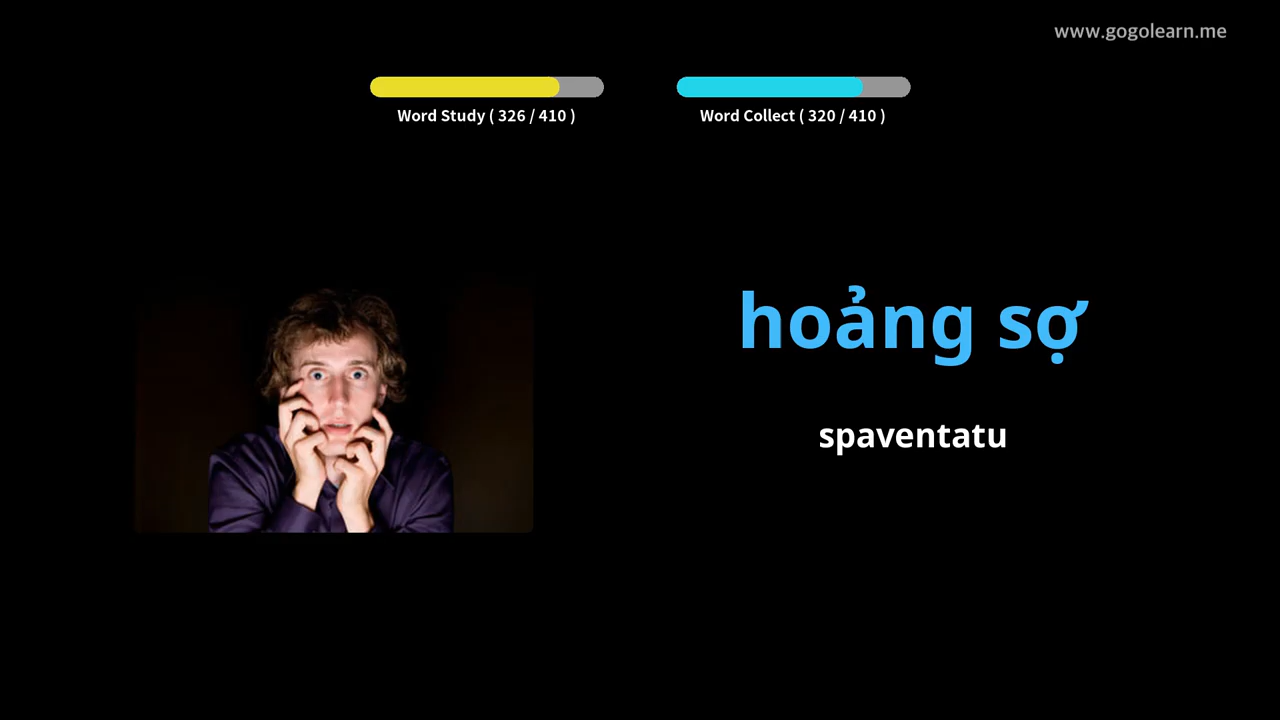 www.gogolearn.me
Word Study ( 326 / 410 )
Word Collect ( 320 / 410 )
hoảng sợ
spaventatu